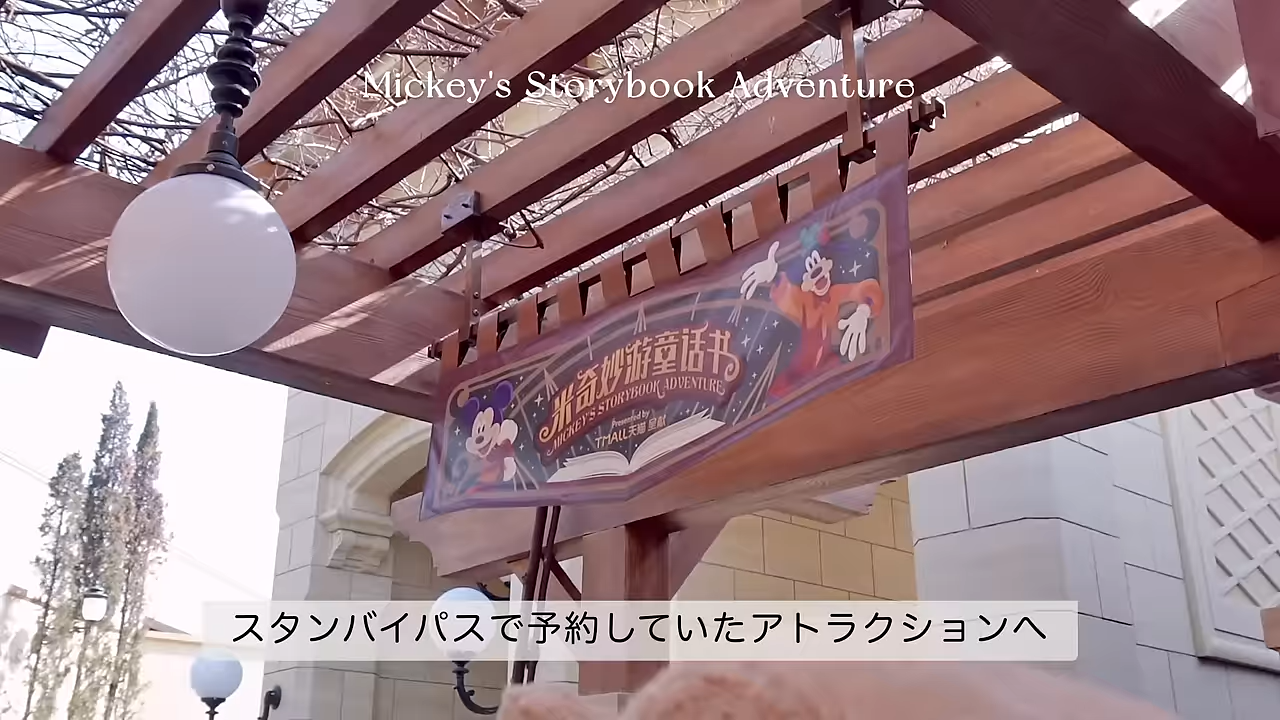 Mickey's Storybook Adventure
米奇妙游童话书
MICKEY'S STORYBOOK ADVENTURE
Presented by
TMALL天猫 呈献
スタンバイパスで予約していたアトラクションへ